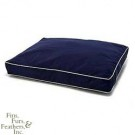 Fins,
Furs,
Feathers,
& Inc.